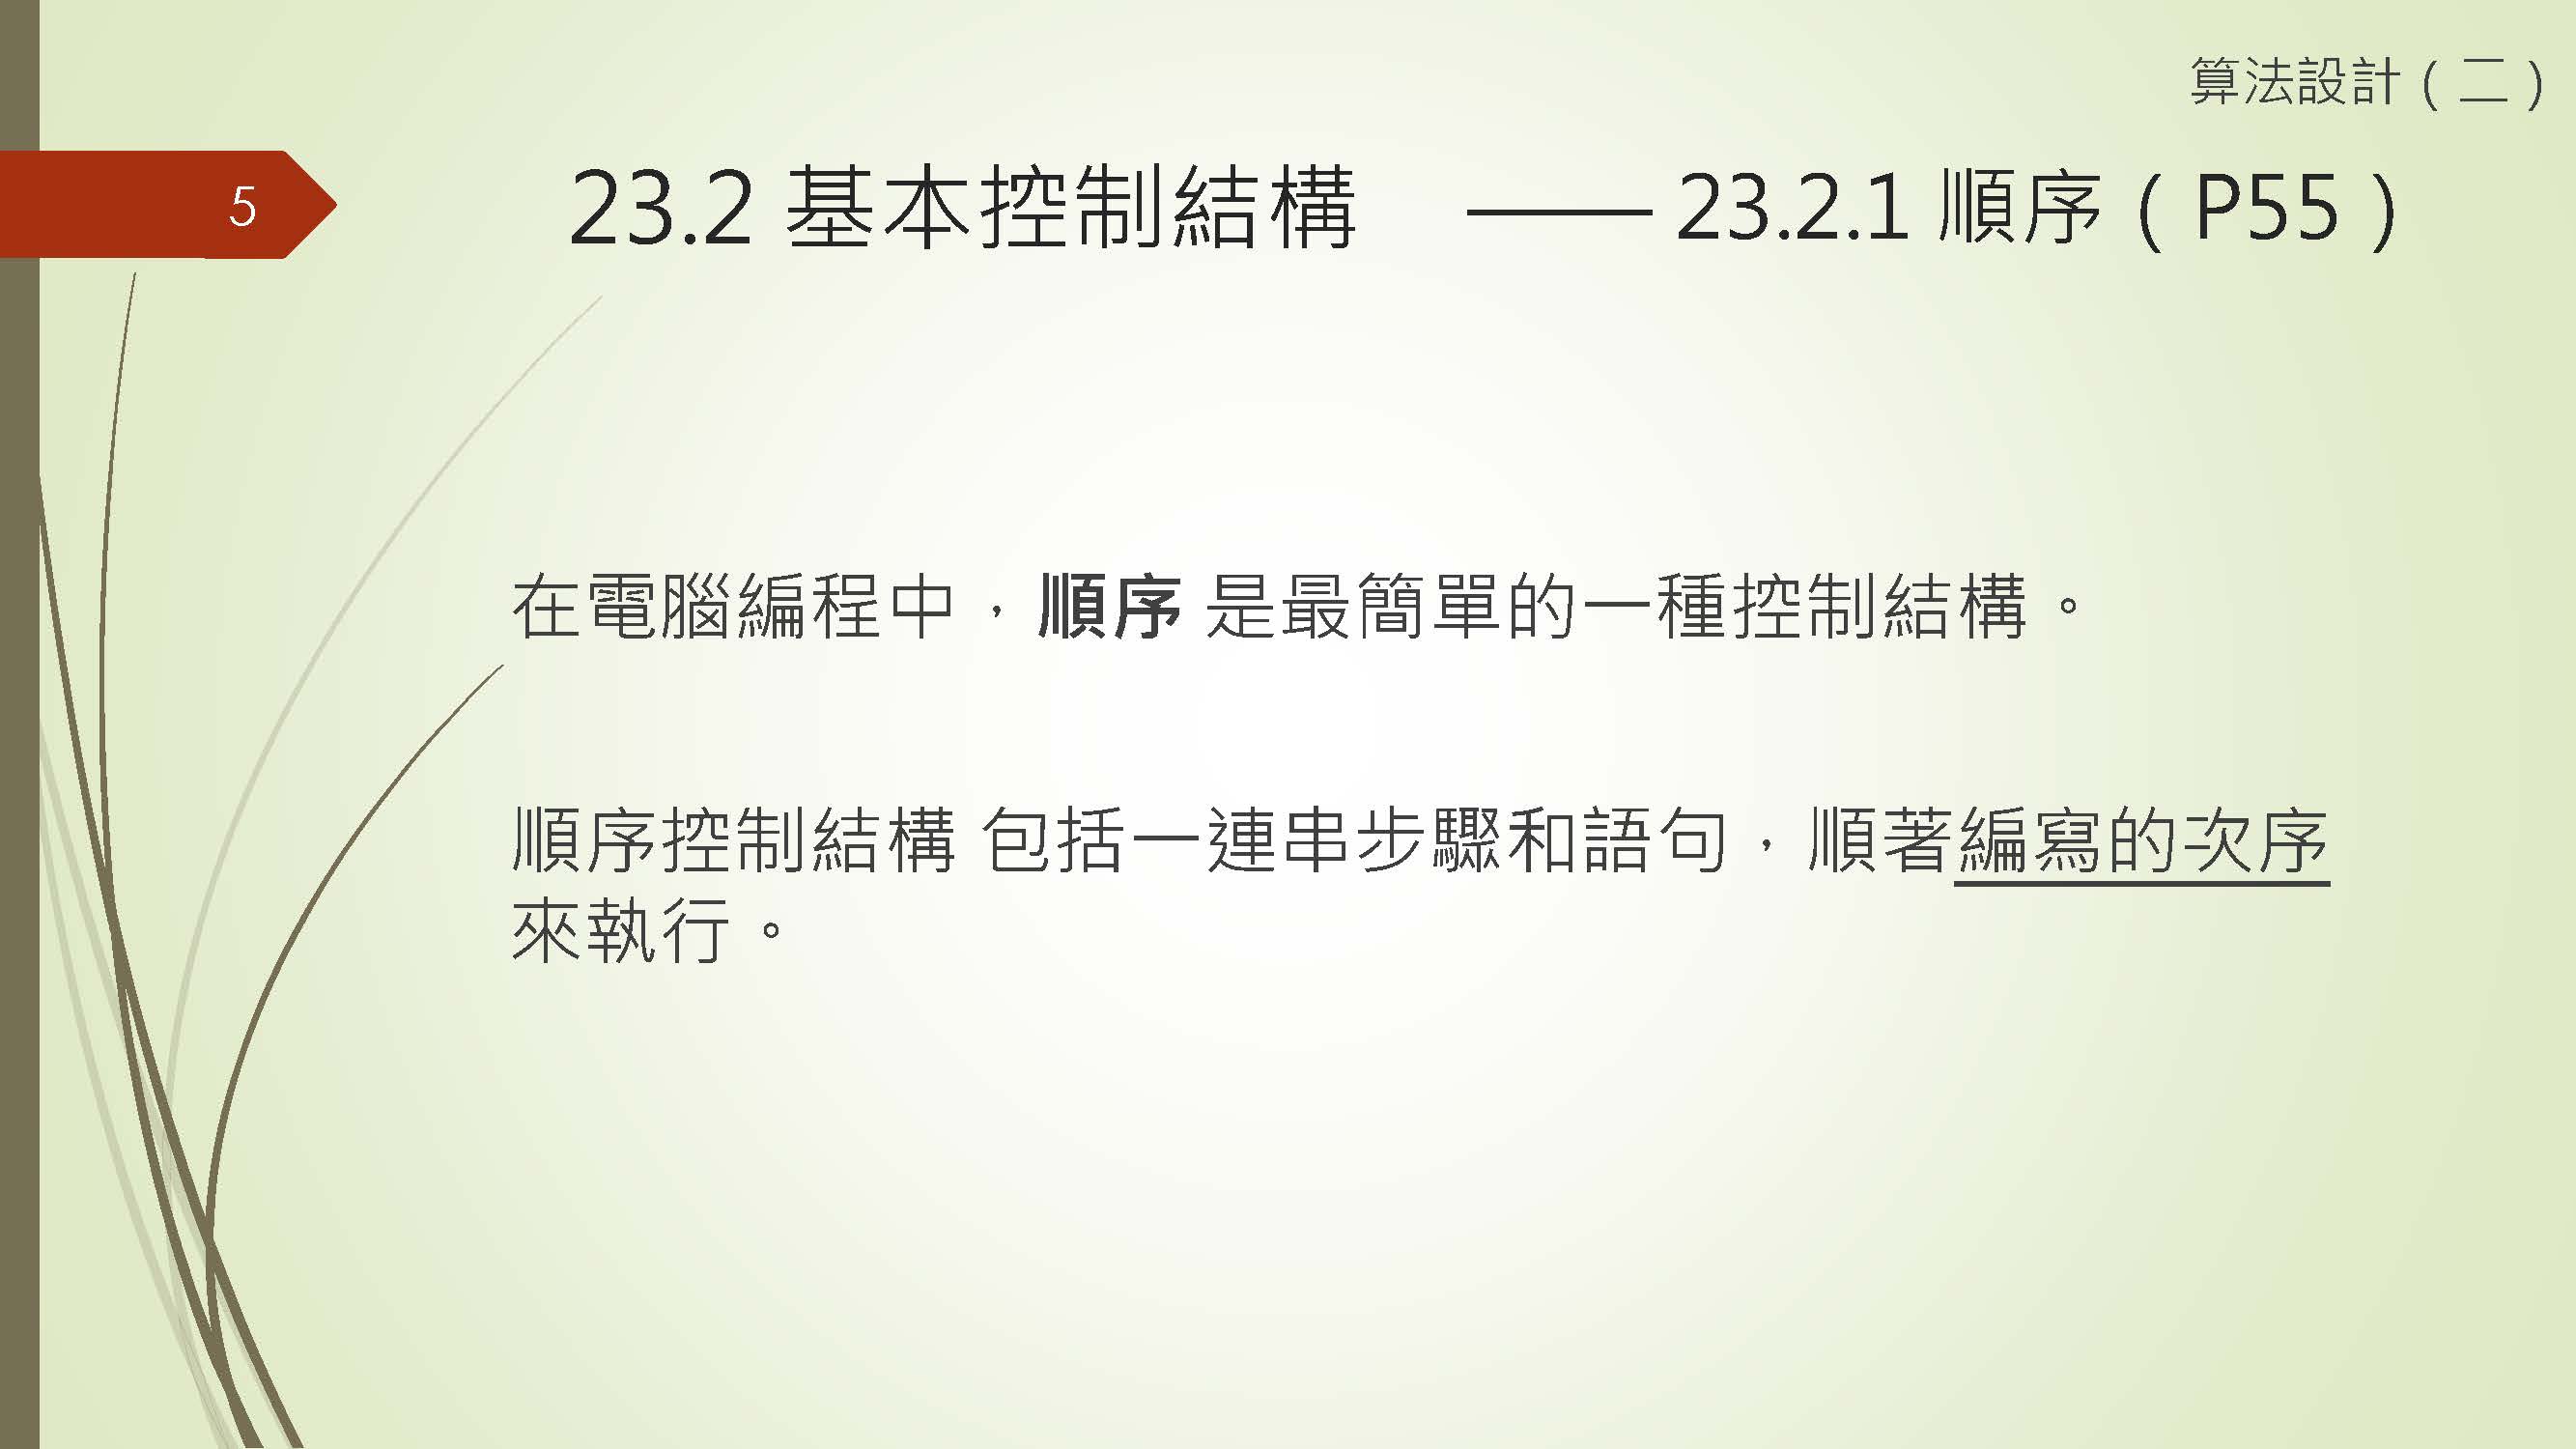 算法設計（二）
5
23.2 基本控制結構 —— 23.2.1 順序（P55）
在電腦編程中，順序 是最簡單的一種控制結構。
順序控制結構 包括一連串步驟和語句，順著編寫的次序
來執行。